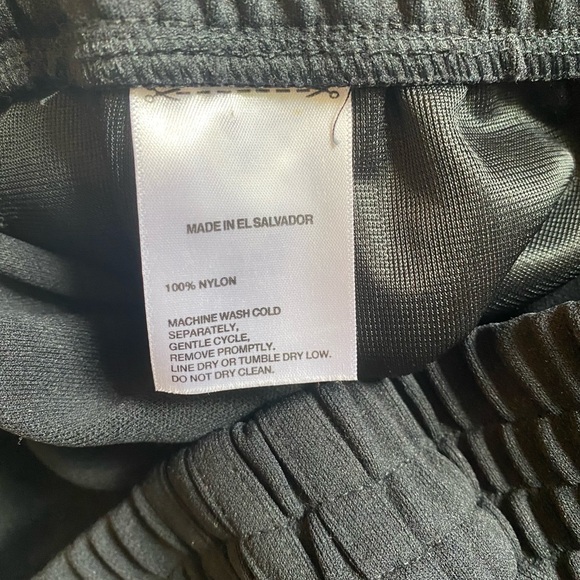 MADE IN EL SALVADOR
100% NYLON
MACHINE WASH COLD
SEPARATELY,
GENTLE CYCLE,
REMOVE PROMPTLY.
LINE DRY OR TUMBLE DRY LOW.
DO NOT DRY CLEAN.